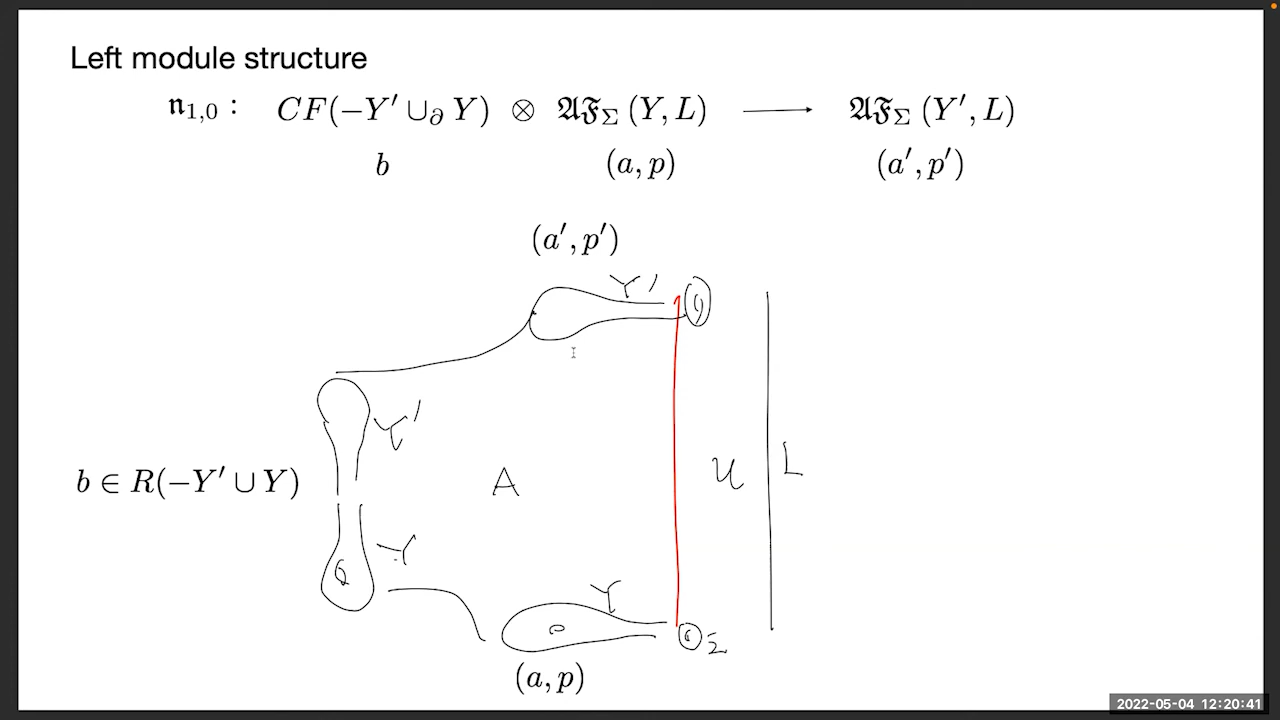 Left module structure
𝔫₁,₀ : CF(−Y′ ∪∂ Y) ⊗ 𝔄𝔉Σ (Y, L) ⟶ 𝔄𝔉Σ (Y′, L)
b (a, p) (a′, p′)
(a′, p′)
Y′
Y′
A
U
L
b ∈ R(−Y′ ∪ Y)
Y
Y
Σ
(a, p)
2022-05-04 12:20:41